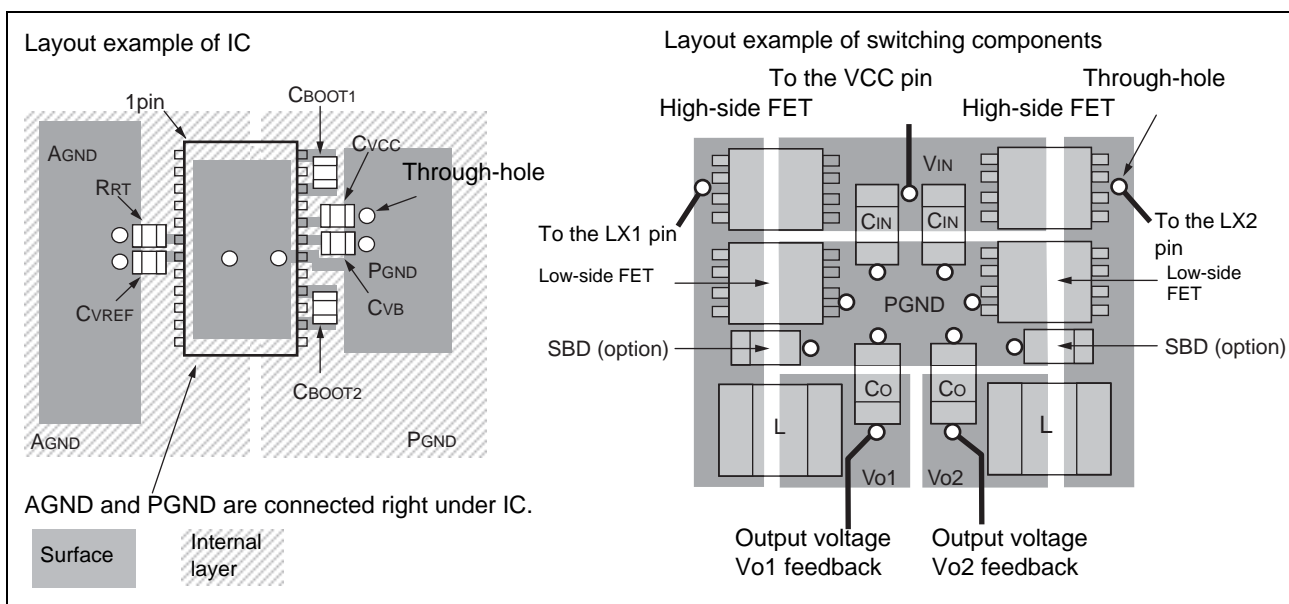 Layout example of IC
1pin
CBOOT1
AGND
CVCC
Through-hole
RRT
PGND
CVREF
CVB
CBOOT2
AGND
PGND
AGND and PGND are connected right under IC.
Surface
Internal
layer
Layout example of switching components
To the VCC pin
Through-hole
High-side FET
High-side FET
VIN
CIN
CIN
To the LX1 pin
To the LX2
pin
Low-side FET
Low-side
FET
PGND
SBD (option)
SBD (option)
CO
CO
L
L
Vo1
Vo2
Output voltage
Vo1 feedback
Output voltage
Vo2 feedback